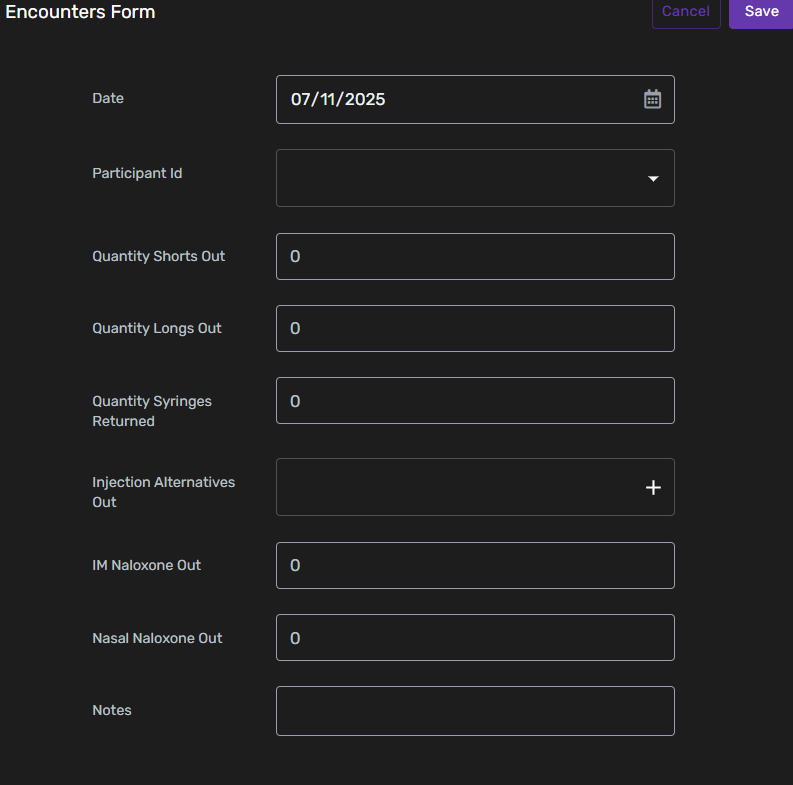 Encounters Form
Cancel
Save
Date
07/11/2025
Participant Id
Quantity Shorts Out
0
Quantity Longs Out
0
Quantity Syringes
Returned
0
Injection Alternatives
Out
+
IM Naloxone Out
0
Nasal Naloxone Out
0
Notes